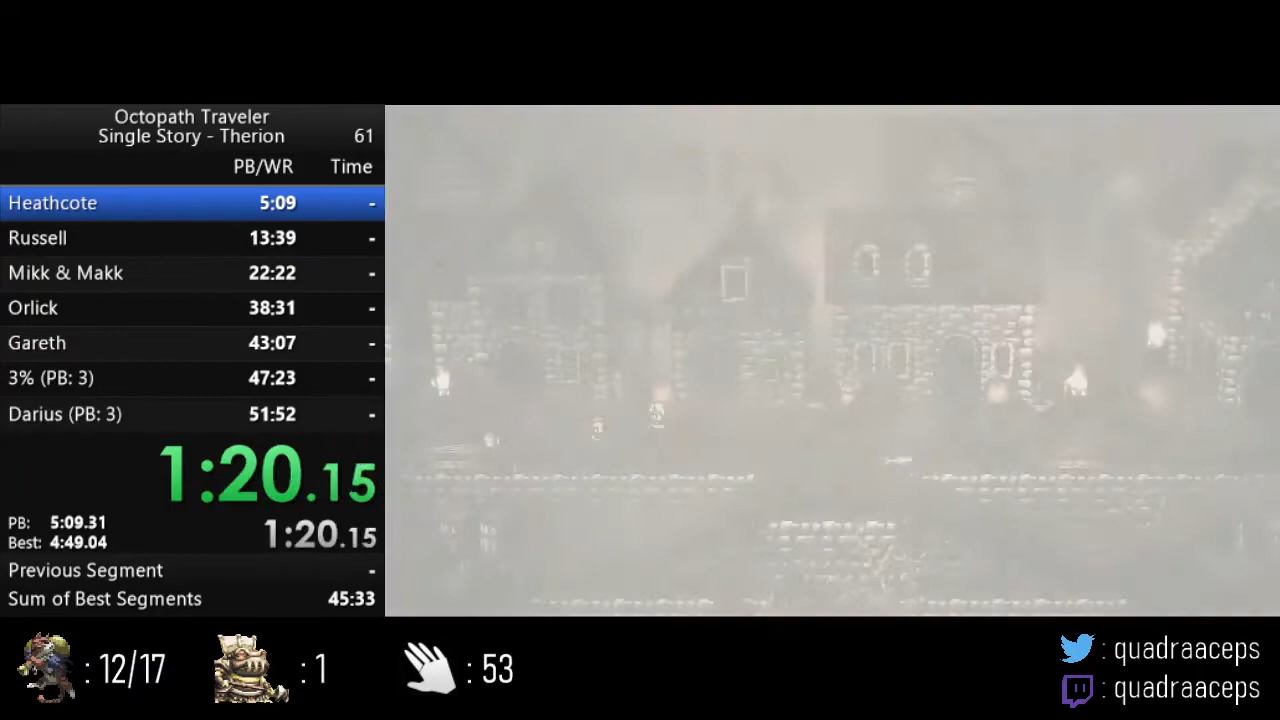 Octopath Traveler
Single Story - Therion 61
PB/WR Time
Heathcote 5:09 -
Russell 13:39 -
Mikk & Makk 22:22 -
Orlick 38:31 -
Gareth 43:07 -
3% (PB: 3) 47:23 -
Darius (PB: 3) 51:52 -
1:20.15
PB: 5:09.31
Best: 4:49.04
1:20.15
Previous Segment -
Sum of Best Segments 45:33
: 12/17 : 1 : 53
: quadraaceps
: quadraaceps